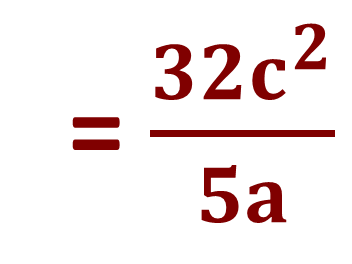 = 32c²
5a